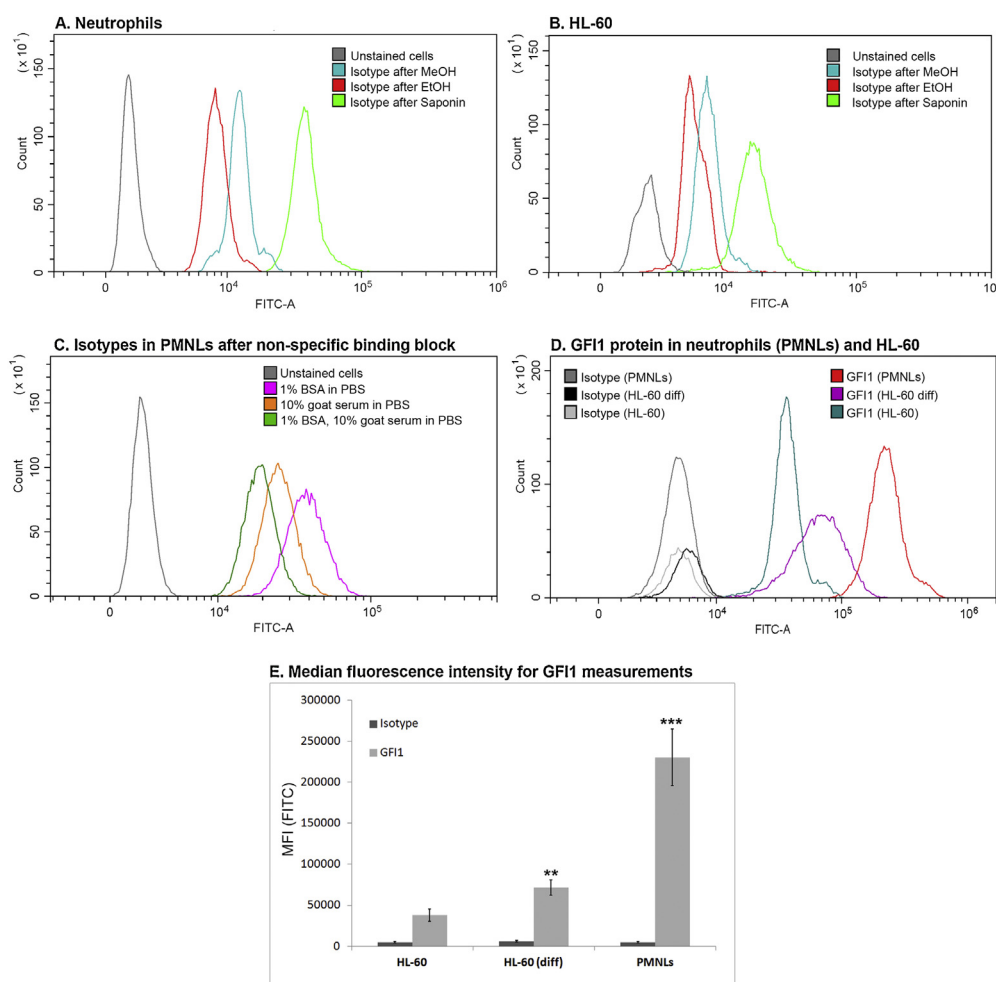 A. Neutrophils
( x 10¹)
150
100
50
0
Count
Unstained cells
Isotype after MeOH
Isotype after EtOH
Isotype after Saponin
0
10⁴
10⁵
10⁶
FITC-A
B. HL-60
( x 10¹)
150
100
50
0
Count
Unstained cells
Isotype after MeOH
Isotype after EtOH
Isotype after Saponin
0
10⁴
10⁵
10
FITC-A
C. Isotypes in PMNLs after non-specific binding block
( x 10¹)
150
100
50
0
Count
Unstained cells
1% BSA in PBS
10% goat serum in PBS
1% BSA, 10% goat serum in PBS
0
10⁴
10⁵
FITC-A
D. GFI1 protein in neutrophils (PMNLs) and HL-60
( x 10¹)
200
100
0
Count
Isotype (PMNLs)
Isotype (HL-60 diff)
Isotype (HL-60)
GFI1 (PMNLs)
GFI1 (HL-60 diff)
GFI1 (HL-60)
0
10⁴
10⁵
10⁶
FITC-A
E. Median fluorescence intensity for GFI1 measurements
300000
250000
200000
150000
100000
50000
0
MFI (FITC)
Isotype
GFI1
**
***
HL-60
HL-60 (diff)
PMNLs